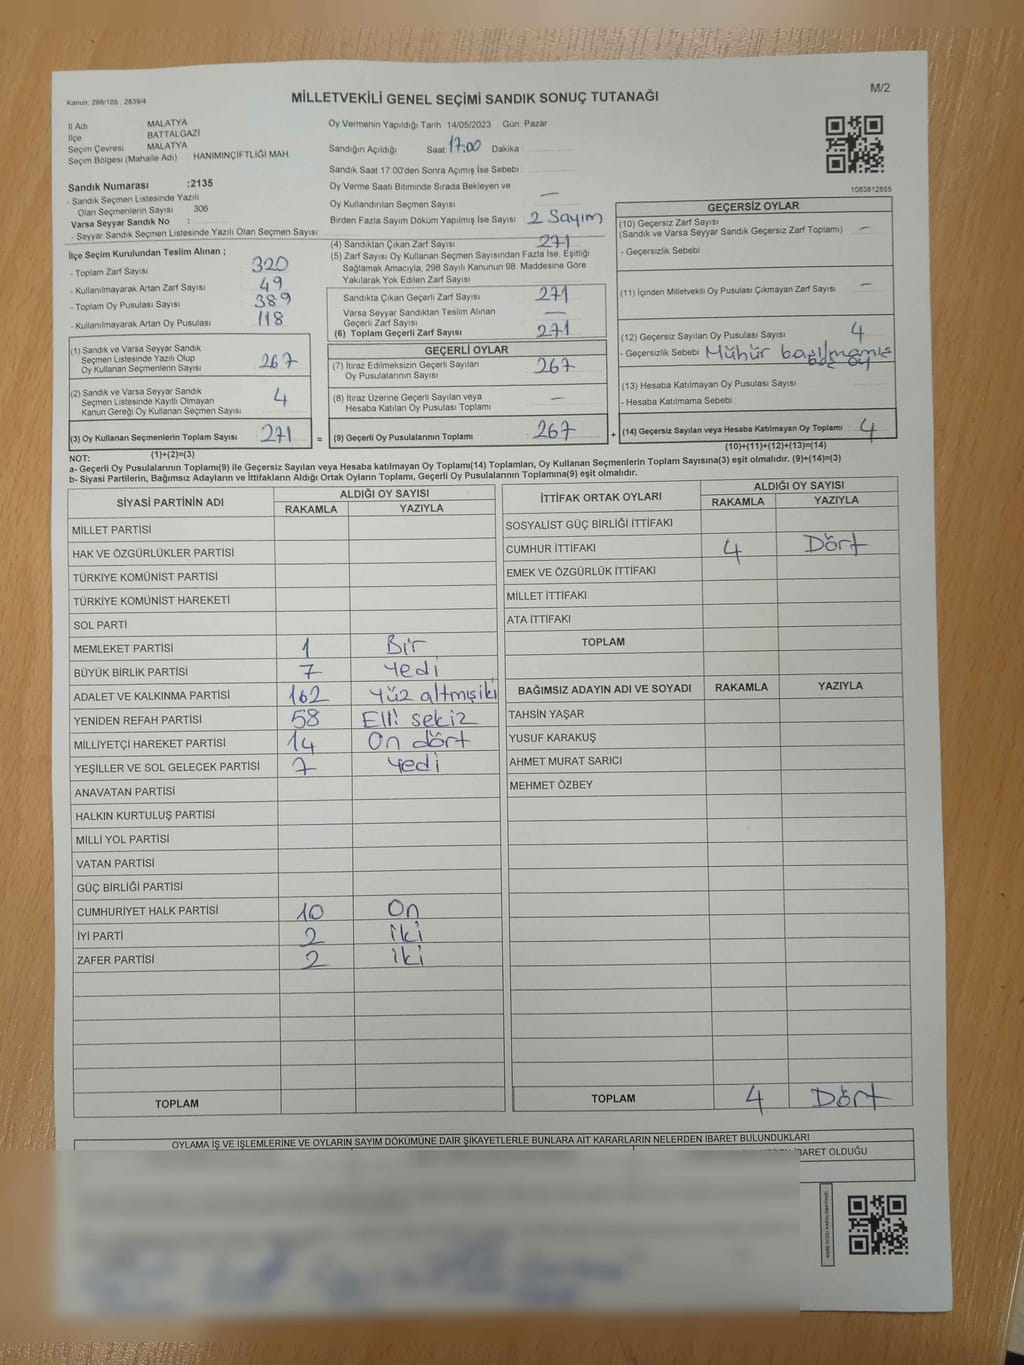 Kanun: 298/105 , 2839/4
MİLLETVEKİLİ GENEL SEÇİMİ SANDIK SONUÇ TUTANAĞI
M/2
İl Adı MALATYA
İlçe BATTALGAZİ
Seçim Çevresi MALATYA
Seçim Bölgesi (Mahalle Adı) HANIMINÇİFTLİĞİ MAH
Sandık Numarası :2135
- Sandık Seçmen Listesinde Yazılı
Olan Seçmenlerin Sayısı : 306
Varsa Seyyar Sandık No :
- Seyyar Sandık Seçmen Listesinde Yazılı Olan Seçmen Sayısı :
Oy Vermenin Yapıldığı Tarih :14/05/2023 Gün: Pazar
Sandığın Açıldığı Saat 17:00 Dakika :
Sandık Saat 17.00'den Sonra Açımış İse Sebebi :
Oy Verme Saati Bitiminde Sırada Bekleyen ve
Oy Kullandırılan Seçmen Sayısı : —
Birden Fazla Sayım Döküm Yapılmış İse Sayısı : 2 Sayım
1083812855
İlçe Seçim Kurulundan Teslim Alınan ;
- Toplam Zarf Sayısı 320
- Kullanılmayarak Artan Zarf Sayısı 49
- Toplam Oy Pusulası Sayısı 389
- Kullanılmayarak Artan Oy Pusulası 118
(4) Sandıktan Çıkan Zarf Sayısı 271
(5) Zarf Sayısı Oy Kullanan Seçmen Sayısından Fazla İse, Eşitliği
Sağlamak Amacıyla, 298 Sayılı Kanunun 98. Maddesine Göre
Yakılarak Yok Edilen Zarf Sayısı
Sandıkta Çıkan Geçerli Zarf Sayısı 271
Varsa Seyyar Sandıktan Teslim Alınan
Geçerli Zarf Sayısı —
(6) Toplam Geçerli Zarf Sayısı 271
GEÇERSİZ OYLAR
(10) Geçersiz Zarf Sayısı
(Sandık ve Varsa Seyyar Sandık Geçersiz Zarf Toplamı) —
- Geçersizlik Sebebi :
(11) İçinden Milletvekili Oy Pusulası Çıkmayan Zarf Sayısı : —
(12) Geçersiz Sayılan Oy Pusulası Sayısı : 4
- Geçersizlik Sebebi : Mühür basılmamış
boş oy
(13) Hesaba Katılmayan Oy Pusulası Sayısı :
- Hesaba Katılmama Sebebi :
(14) Geçersiz Sayılan veya Hesaba Katılmayan Oy Toplamı : 4
(10)+(11)+(12)+(13)=(14)
(1) Sandık ve Varsa Seyyar Sandık
Seçmen Listesinde Yazılı Olup
Oy Kullanan Seçmenlerin Sayısı 267
(2) Sandık ve Varsa Seyyar Sandık
Seçmen Listesinde Kayıtlı Olmayan
Kanun Gereği Oy Kullanan Seçmen Sayısı 4
(3) Oy Kullanan Seçmenlerin Toplam Sayısı 271 =
(1)+(2)=(3)
GEÇERLİ OYLAR
(7) İtiraz Edilmeksizin Geçerli Sayılan
Oy Pusulalarının Sayısı 267
(8) İtiraz Üzerine Geçerli Sayılan veya
Hesaba Katılan Oy Pusulası Toplamı —
(9) Geçerli Oy Pusulalarının Toplamı 267 +
NOT:
a- Geçerli Oy Pusulalarının Toplamı(9) ile Geçersiz Sayılan veya Hesaba katılmayan Oy Toplamı(14) Toplamları, Oy Kullanan Seçmenlerin Toplam Sayısına(3) eşit olmalıdır. (9)+(14)=(3)
b- Siyasi Partilerin, Bağımsız Adayların ve İttifakların Aldığı Ortak Oyların Toplamı, Geçerli Oy Pusulalarının Toplamına(9) eşit olmalıdır.
SİYASİ PARTİNİN ADI ALDIĞI OY SAYISI
RAKAMLA YAZIYLA
MİLLET PARTİSİ
HAK VE ÖZGÜRLÜKLER PARTİSİ
TÜRKİYE KOMÜNİST PARTİSİ
TÜRKİYE KOMÜNİST HAREKETİ
SOL PARTİ
MEMLEKET PARTİSİ 1 Bir
BÜYÜK BİRLİK PARTİSİ 7 Yedi
ADALET VE KALKINMA PARTİSİ 162 Yüz altmışiki
YENİDEN REFAH PARTİSİ 58 Elli sekiz
MİLLİYETÇİ HAREKET PARTİSİ 14 On dört
YEŞİLLER VE SOL GELECEK PARTİSİ 7 Yedi
ANAVATAN PARTİSİ
HALKIN KURTULUŞ PARTİSİ
MİLLİ YOL PARTİSİ
VATAN PARTİSİ
GÜÇ BİRLİĞİ PARTİSİ
CUMHURİYET HALK PARTİSİ 10 On
İYİ PARTİ 2 İki
ZAFER PARTİSİ 2 İki
TOPLAM
İTTİFAK ORTAK OYLARI ALDIĞI OY SAYISI
RAKAMLA YAZIYLA
SOSYALİST GÜÇ BİRLİĞİ İTTİFAKI
CUMHUR İTTİFAKI 4 Dört
EMEK VE ÖZGÜRLÜK İTTİFAKI
MİLLET İTTİFAKI
ATA İTTİFAKI
TOPLAM
BAĞIMSIZ ADAYIN ADI VE SOYADI RAKAMLA YAZIYLA
TAHSİN YAŞAR
YUSUF KARAKUŞ
AHMET MURAT SARICI
MEHMET ÖZBEY
TOPLAM 4 Dört
OYLAMA İŞ VE İŞLEMLERİNE VE OYLARIN SAYIM DÖKÜMÜNE DAİR ŞİKAYETLERLE BUNLARA AİT KARARLARIN NELERDEN İBARET BULUNDUKLARI
İBARET OLDUĞU